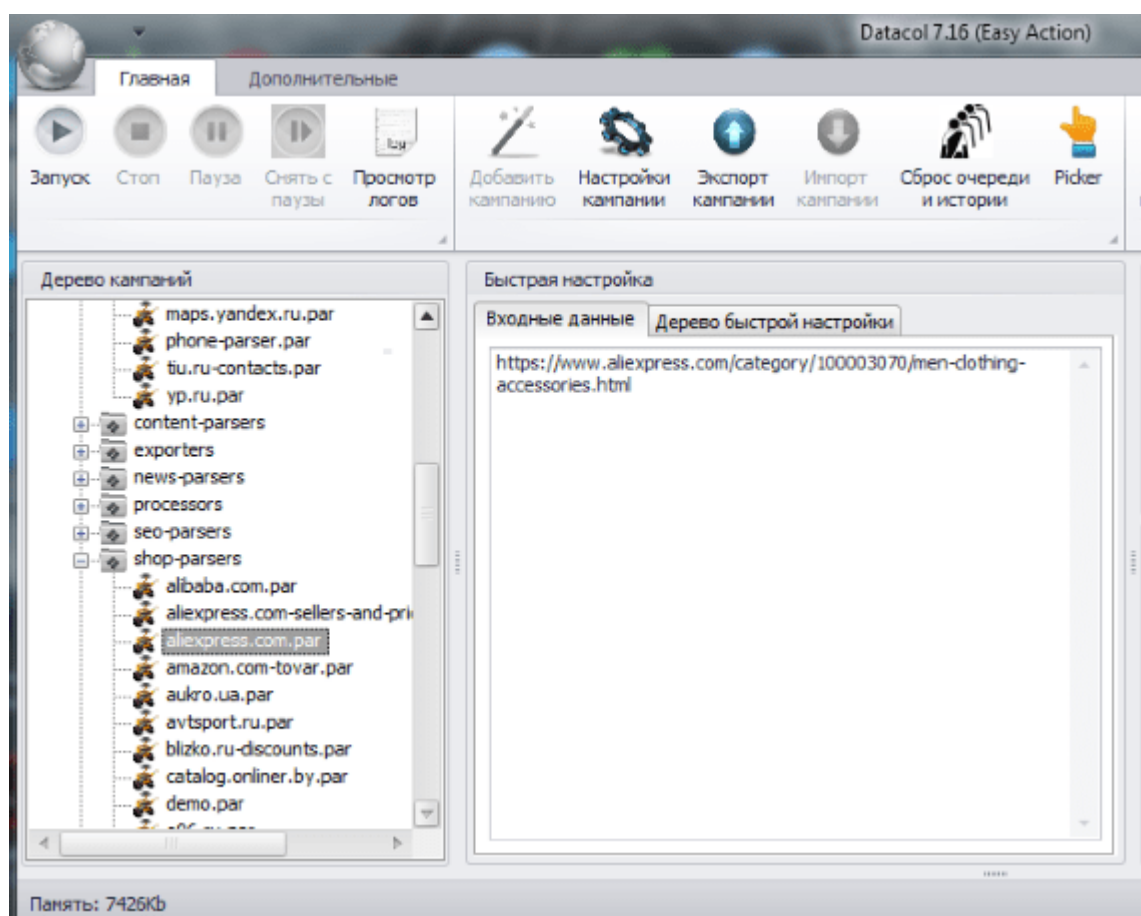 Datacol 7.16 (Easy Action)
Главная Дополнительные
Запуск Стоп Пауза Снять с паузы Просмотр логов Добавить кампанию Настройки кампании Экспорт кампании Импорт кампании Сброс очереди и истории Picker
log
Дерево кампаний
maps.yandex.ru.par
phone-parser.par
tiu.ru-contacts.par
yp.ru.par
content-parsers
exporters
news-parsers
processors
seo-parsers
shop-parsers
alibaba.com.par
aliexpress.com-sellers-and-pri
aliexpress.com.par
amazon.com-tovar.par
aukro.ua.par
avtsport.ru.par
blizko.ru-discounts.par
catalog.onliner.by.par
demo.par
Быстрая настройка
Входные данные Дерево быстрой настройки
https://www.aliexpress.com/category/100003070/men-clothing-
accessories.html
Память: 7426Kb